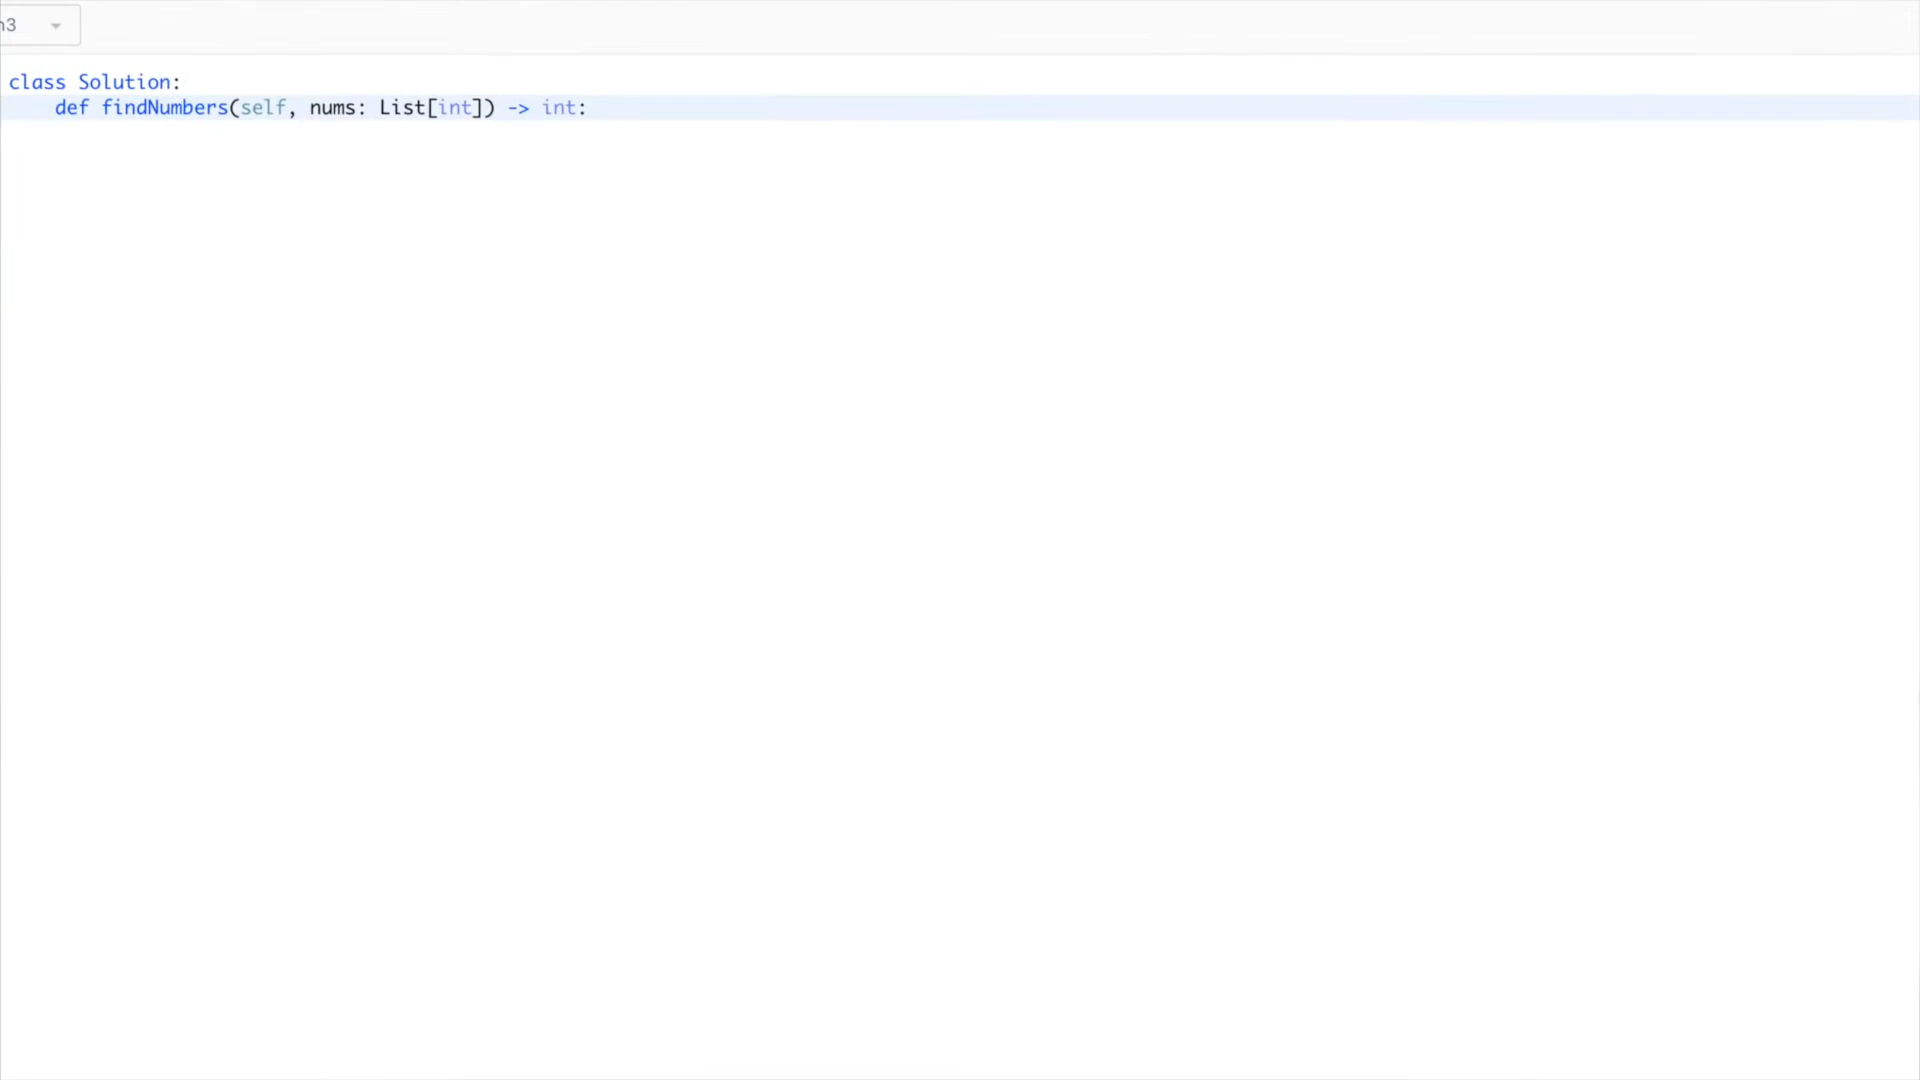 n3
class Solution:
    def findNumbers(self, nums: List[int]) -> int: